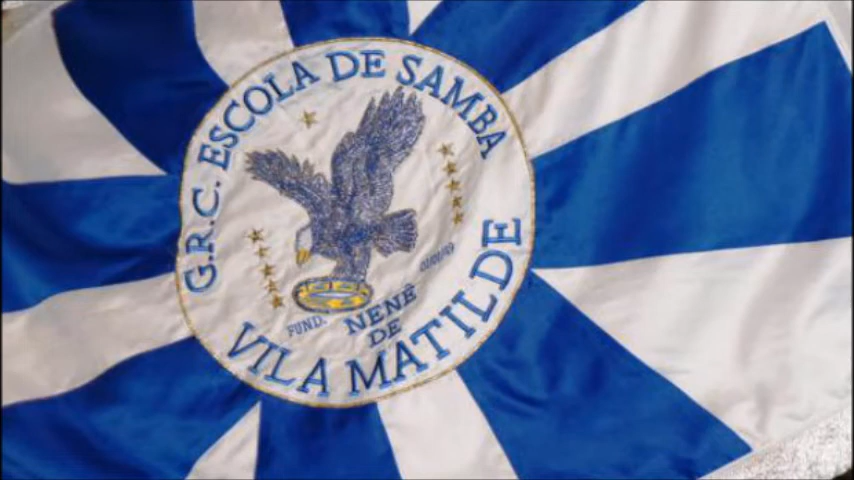 G.R.C. ESCOLA DE SAMBA
FUND.
NENÊ
DE
VILA MATILDE